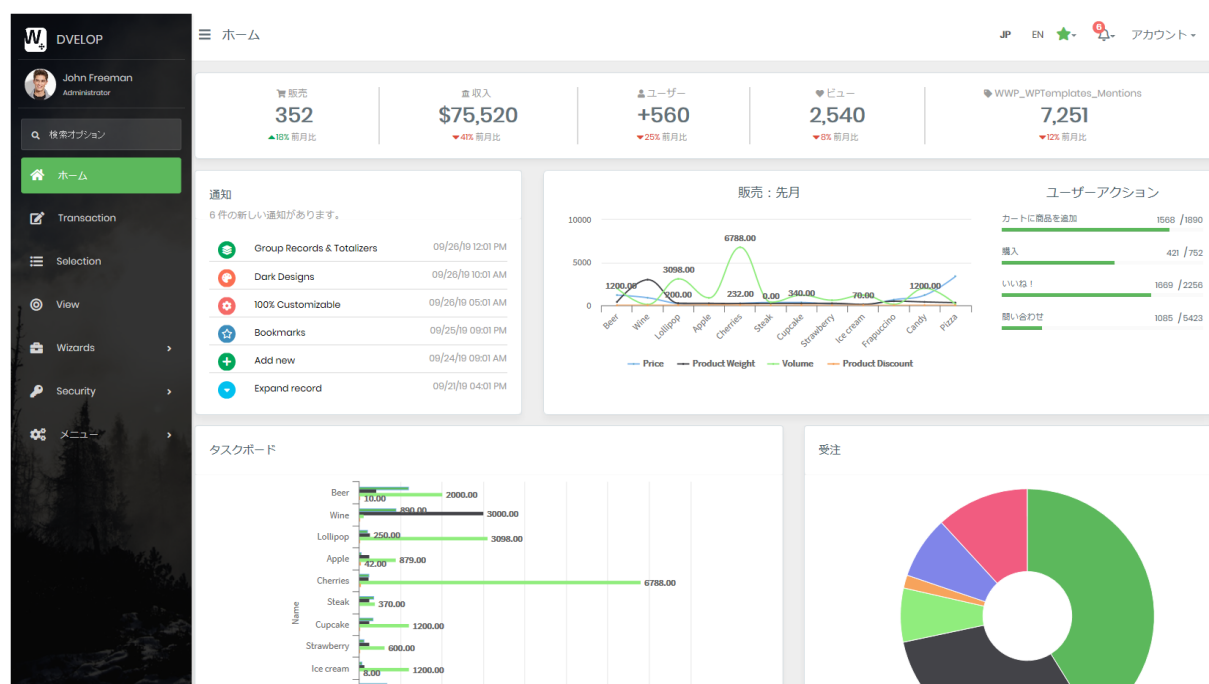 W
DVELOP
ホーム
JP EN 6 アカウント
John Freeman
Administrator
検索オプション
ホーム
Transaction
Selection
View
Wizards
Security
メニュー
販売
352
18% 前月比
収入
$75,520
41% 前月比
ユーザー
+560
25% 前月比
ビュー
2,540
8% 前月比
WWP_WPTemplates_Mentions
7,251
12% 前月比
通知
6 件の新しい通知があります。
Group Records & Totalizers 09/26/19 12:01 PM
Dark Designs 09/26/19 10:01 AM
100% Customizable 09/26/19 05:01 AM
Bookmarks 09/25/19 09:01 PM
Add new 09/24/19 09:01 AM
Expand record 09/21/19 04:01 PM
販売：先月
10000
5000
0
6788.00
3098.00
1200.00 200.00 232.00 0.00 340.00 70.00 1200.00
Beer Wine Lollipop Apple Cherries Steak Cupcake Strawberry Ice cream Frapuccino Candy Pizza
Price Product Weight Volume Product Discount
ユーザーアクション
カートに商品を追加 1568 /1890
購入 421 /752
いいね！ 1669 /2256
問い合わせ 1085 /5423
タスクボード
Name
Beer 10.00 2000.00
Wine 890.00 3000.00
Lollipop 250.00 3098.00
Apple 42.00 879.00
Cherries 6788.00
Steak 370.00
Cupcake 1200.00
Strawberry 600.00
Ice cream 8.00 1200.00
受注